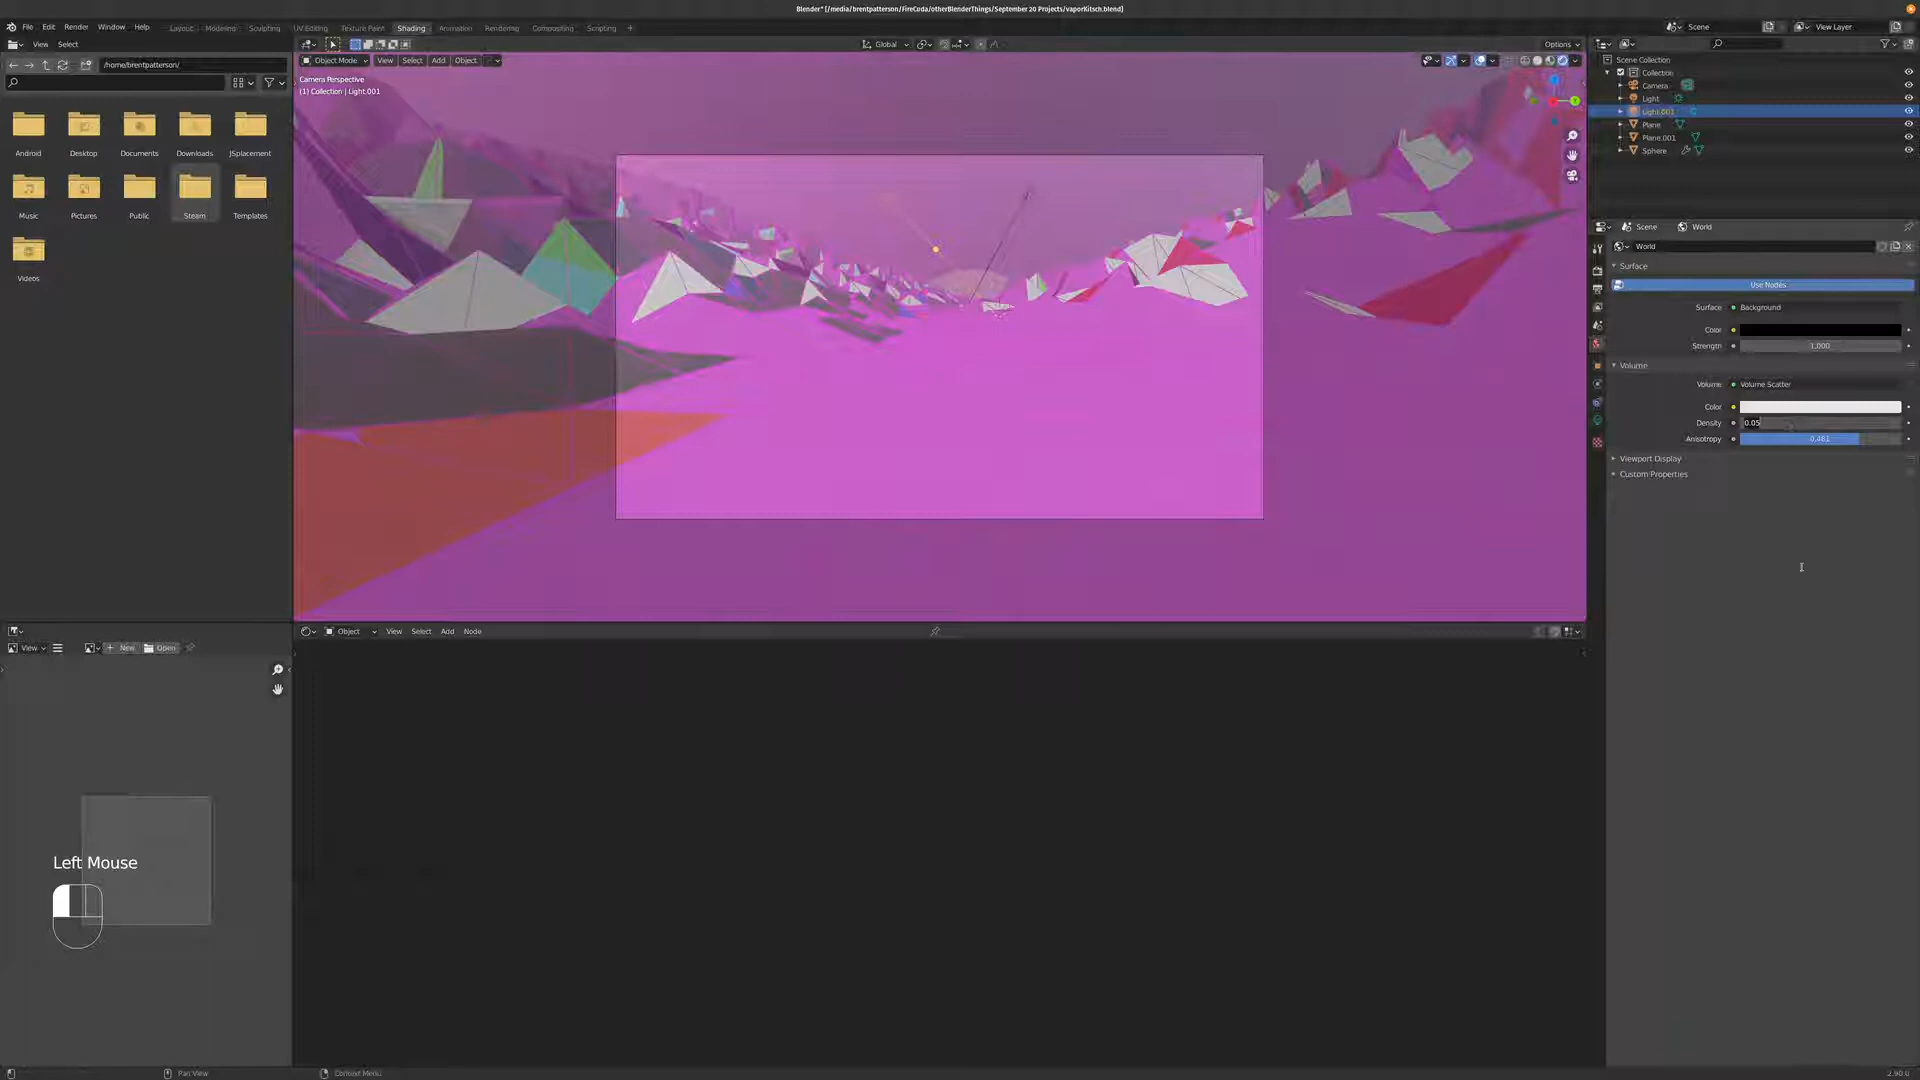 Blender* [/media/brentpatterson/FireCuda/otherBlenderThings/September 20 Projects/vaporKitsch.blend]
File Edit Render Window Help Layout Modeling Sculpting UV Editing Texture Paint Shading Animation Rendering Compositing Scripting + Scene View Layer
View Select Global Options
/home/brentpatterson/
Object Mode View Select Add Object
Camera Perspective
(1) Collection | Light.001
Android Desktop Documents Downloads JSplacement
Music Pictures Public Steam Templates
Videos
Scene Collection
Collection
Camera
Light
Light.001
Plane
Plane.001
Sphere
Scene World
World
Surface
Use Nodes
Surface Background
Color
Strength 1.000
Volume
Volume Volume Scatter
Color
Density 0.05
Anisotropy 0.461
Viewport Display
Custom Properties
Object View Select Add Node
View New Open
Left Mouse
Pan View Context Menu 2.90.0